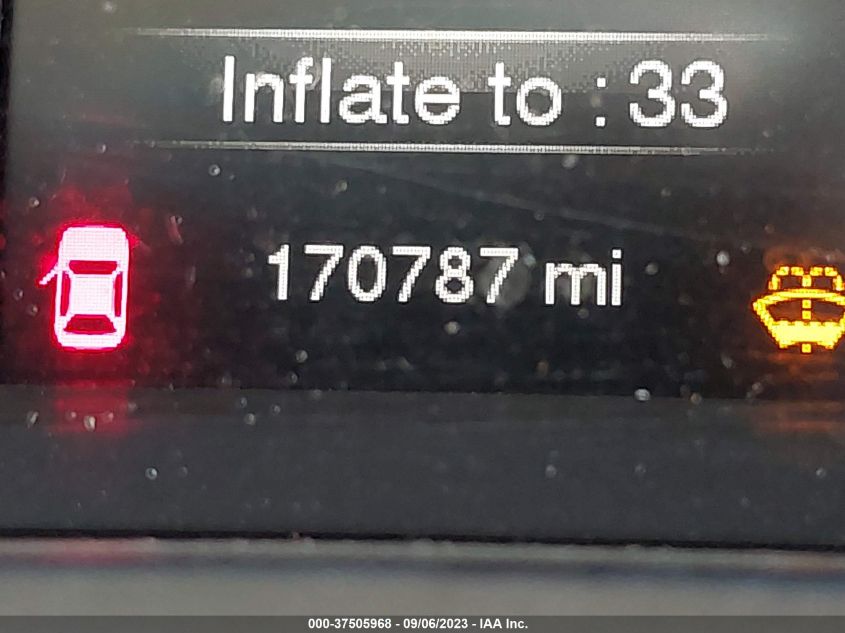 Inflate to : 33
170787 mi
000-37505968 - 09/06/2023 - IAA Inc.